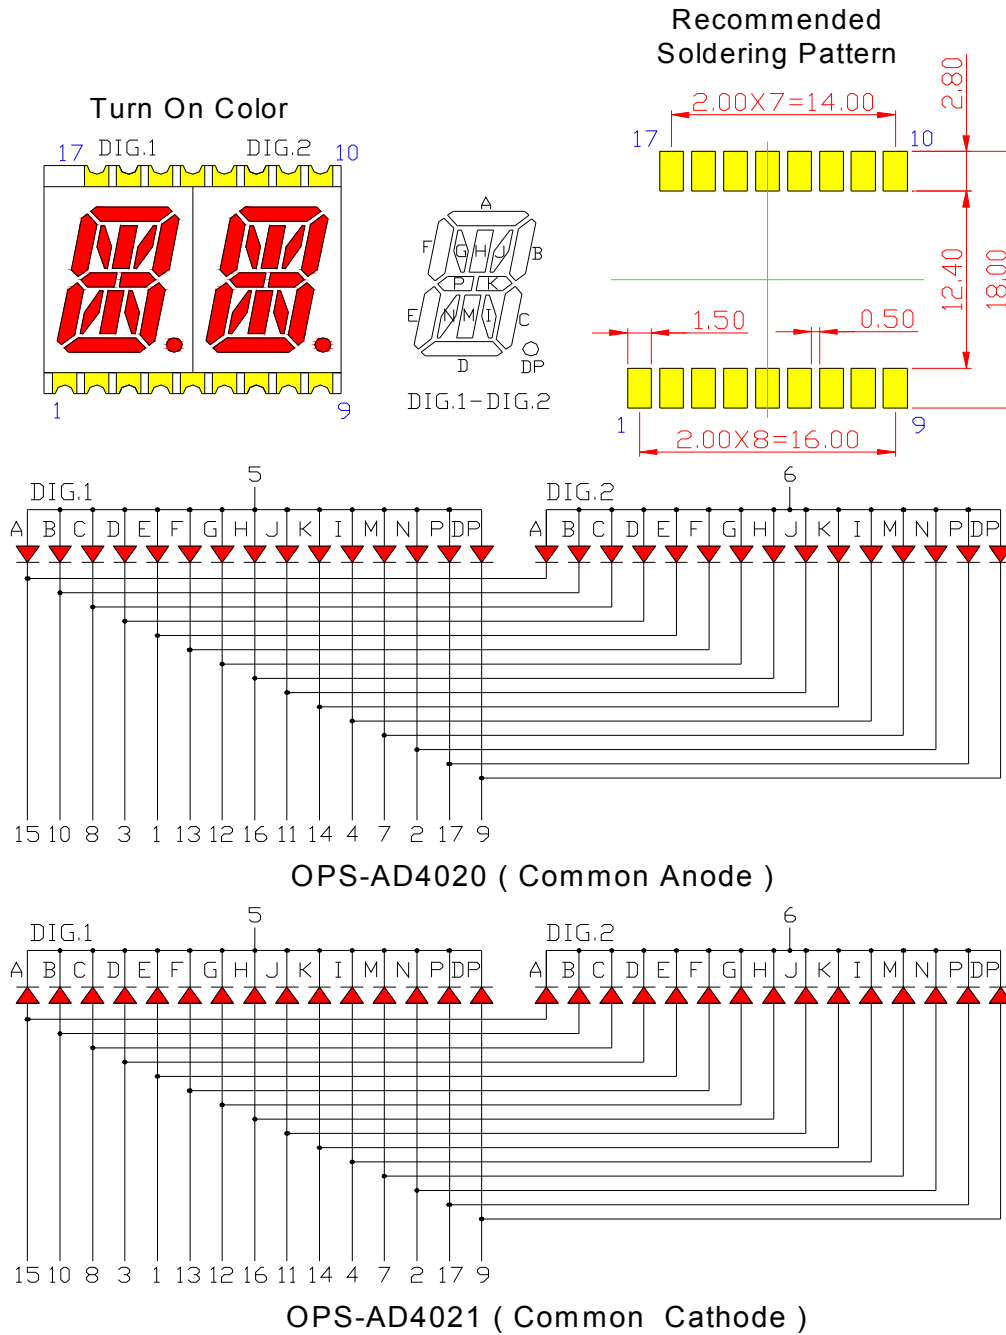 Recommended
Soldering Pattern
Turn On Color
17 DIG.1 DIG.2 10
1 9
A
F G H J B
P K
E N M I C
D DP
DIG.1-DIG.2
2.00X7=14.00
2.80
17 10
12.40
18.00
1.50 0.50
1 9
2.00X8=16.00
5 6
DIG.1 DIG.2
A B C D E F G H J K I M N P DP A B C D E F G H J K I M N P DP
15 10 8 3 1 13 12 16 11 14 4 7 2 17 9
OPS-AD4020 ( Common Anode )
5 6
DIG.1 DIG.2
A B C D E F G H J K I M N P DP A B C D E F G H J K I M N P DP
15 10 8 3 1 13 12 16 11 14 4 7 2 17 9
OPS-AD4021 ( Common Cathode )